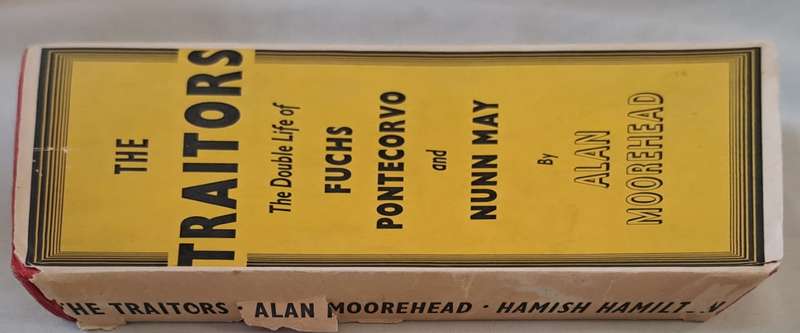 THE
TRAITORS
The Double Life of
FUCHS
PONTECORVO
and
NUNN MAY
By
ALAN
MOOREHEAD
THE TRAITORS · ALAN MOOREHEAD · HAMISH